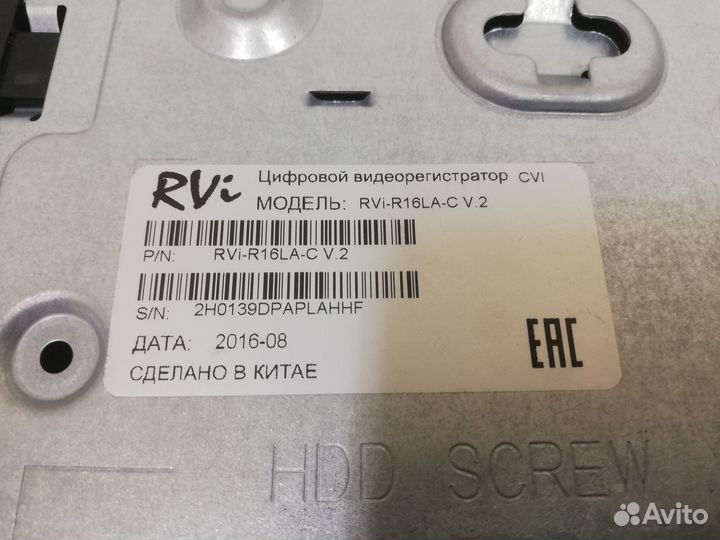 RVi
Цифровой видеорегистратор CVI
МОДЕЛЬ: RVi-R16LA-C V.2
P/N: RVi-R16LA-C V.2
S/N: 2H0139DPAPLAHHF
ДАТА: 2016-08
СДЕЛАНО В КИТАЕ
EAC
HDD SCREW
Avito